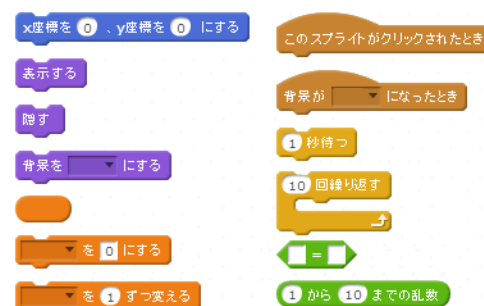 x座標を 0 、y座標を 0 にする
表示する
隠す
背景を にする
を 0 にする
を 1 ずつ変える
このスプライトがクリックされたとき
背景が になったとき
1 秒待つ
10 回繰り返す
=
1 から 10 までの乱数